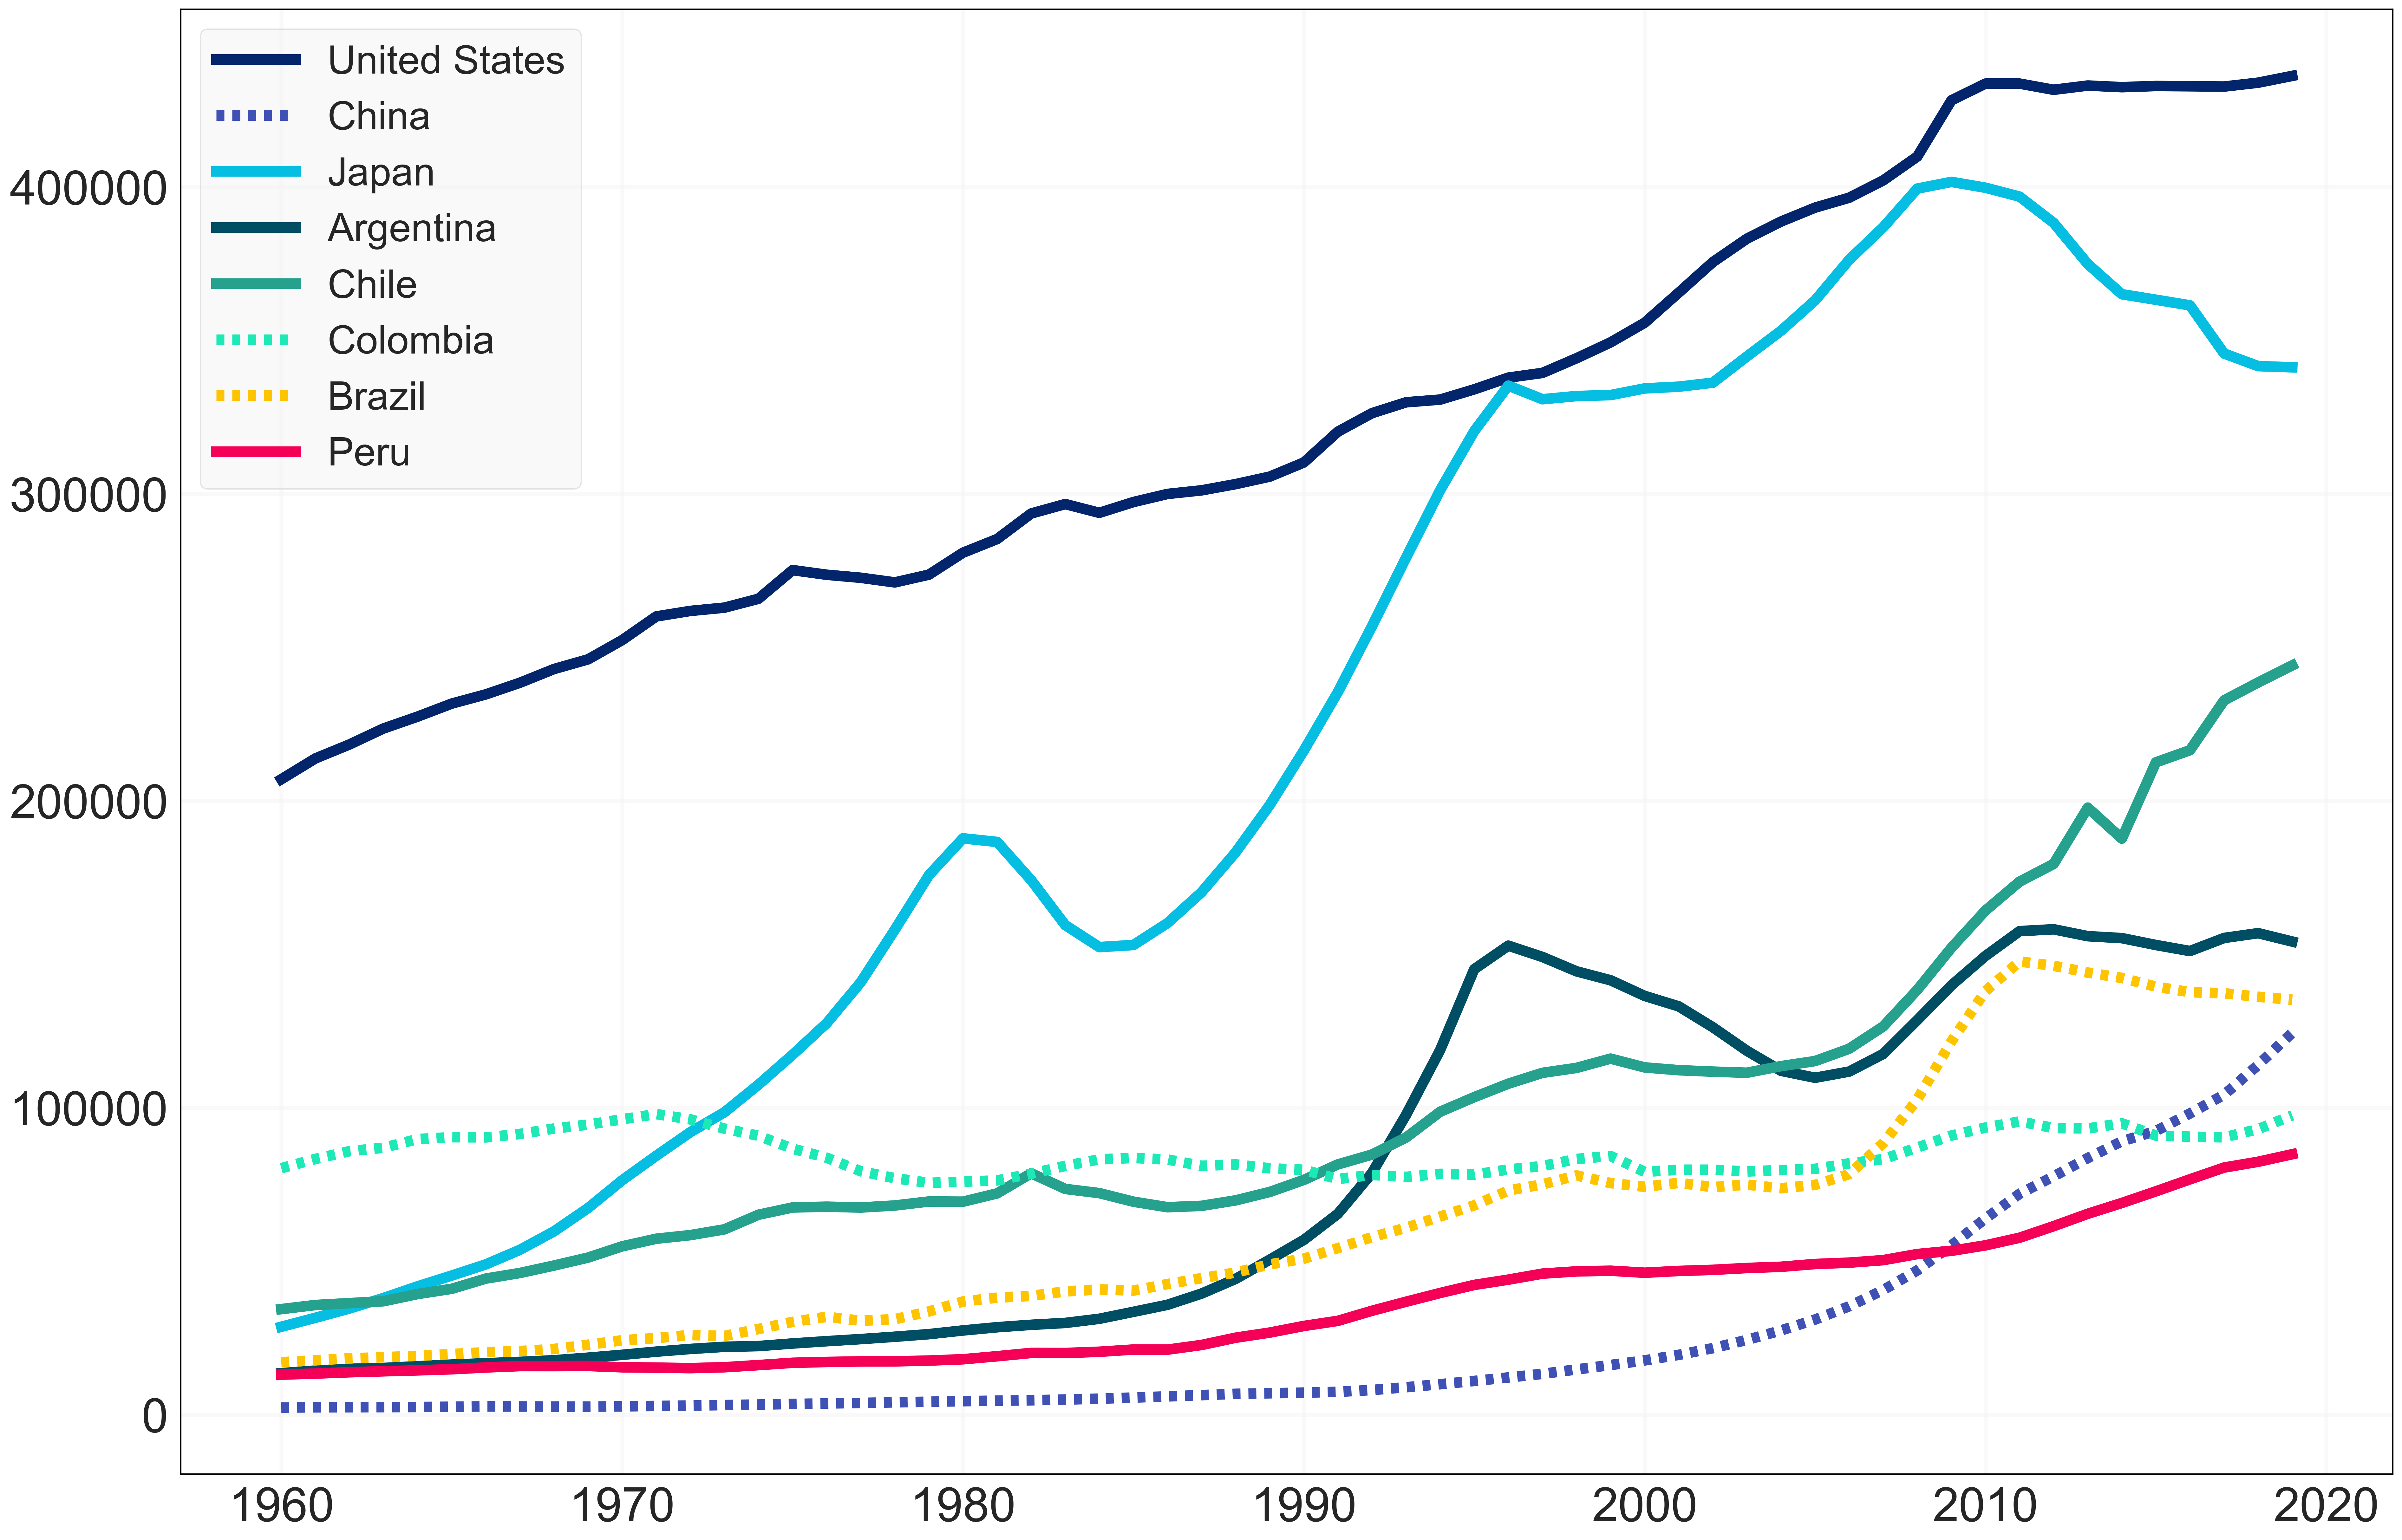 United States
China
Japan
Argentina
Chile
Colombia
Brazil
Peru
400000
300000
200000
100000
0
1960 1970 1980 1990 2000 2010 2020